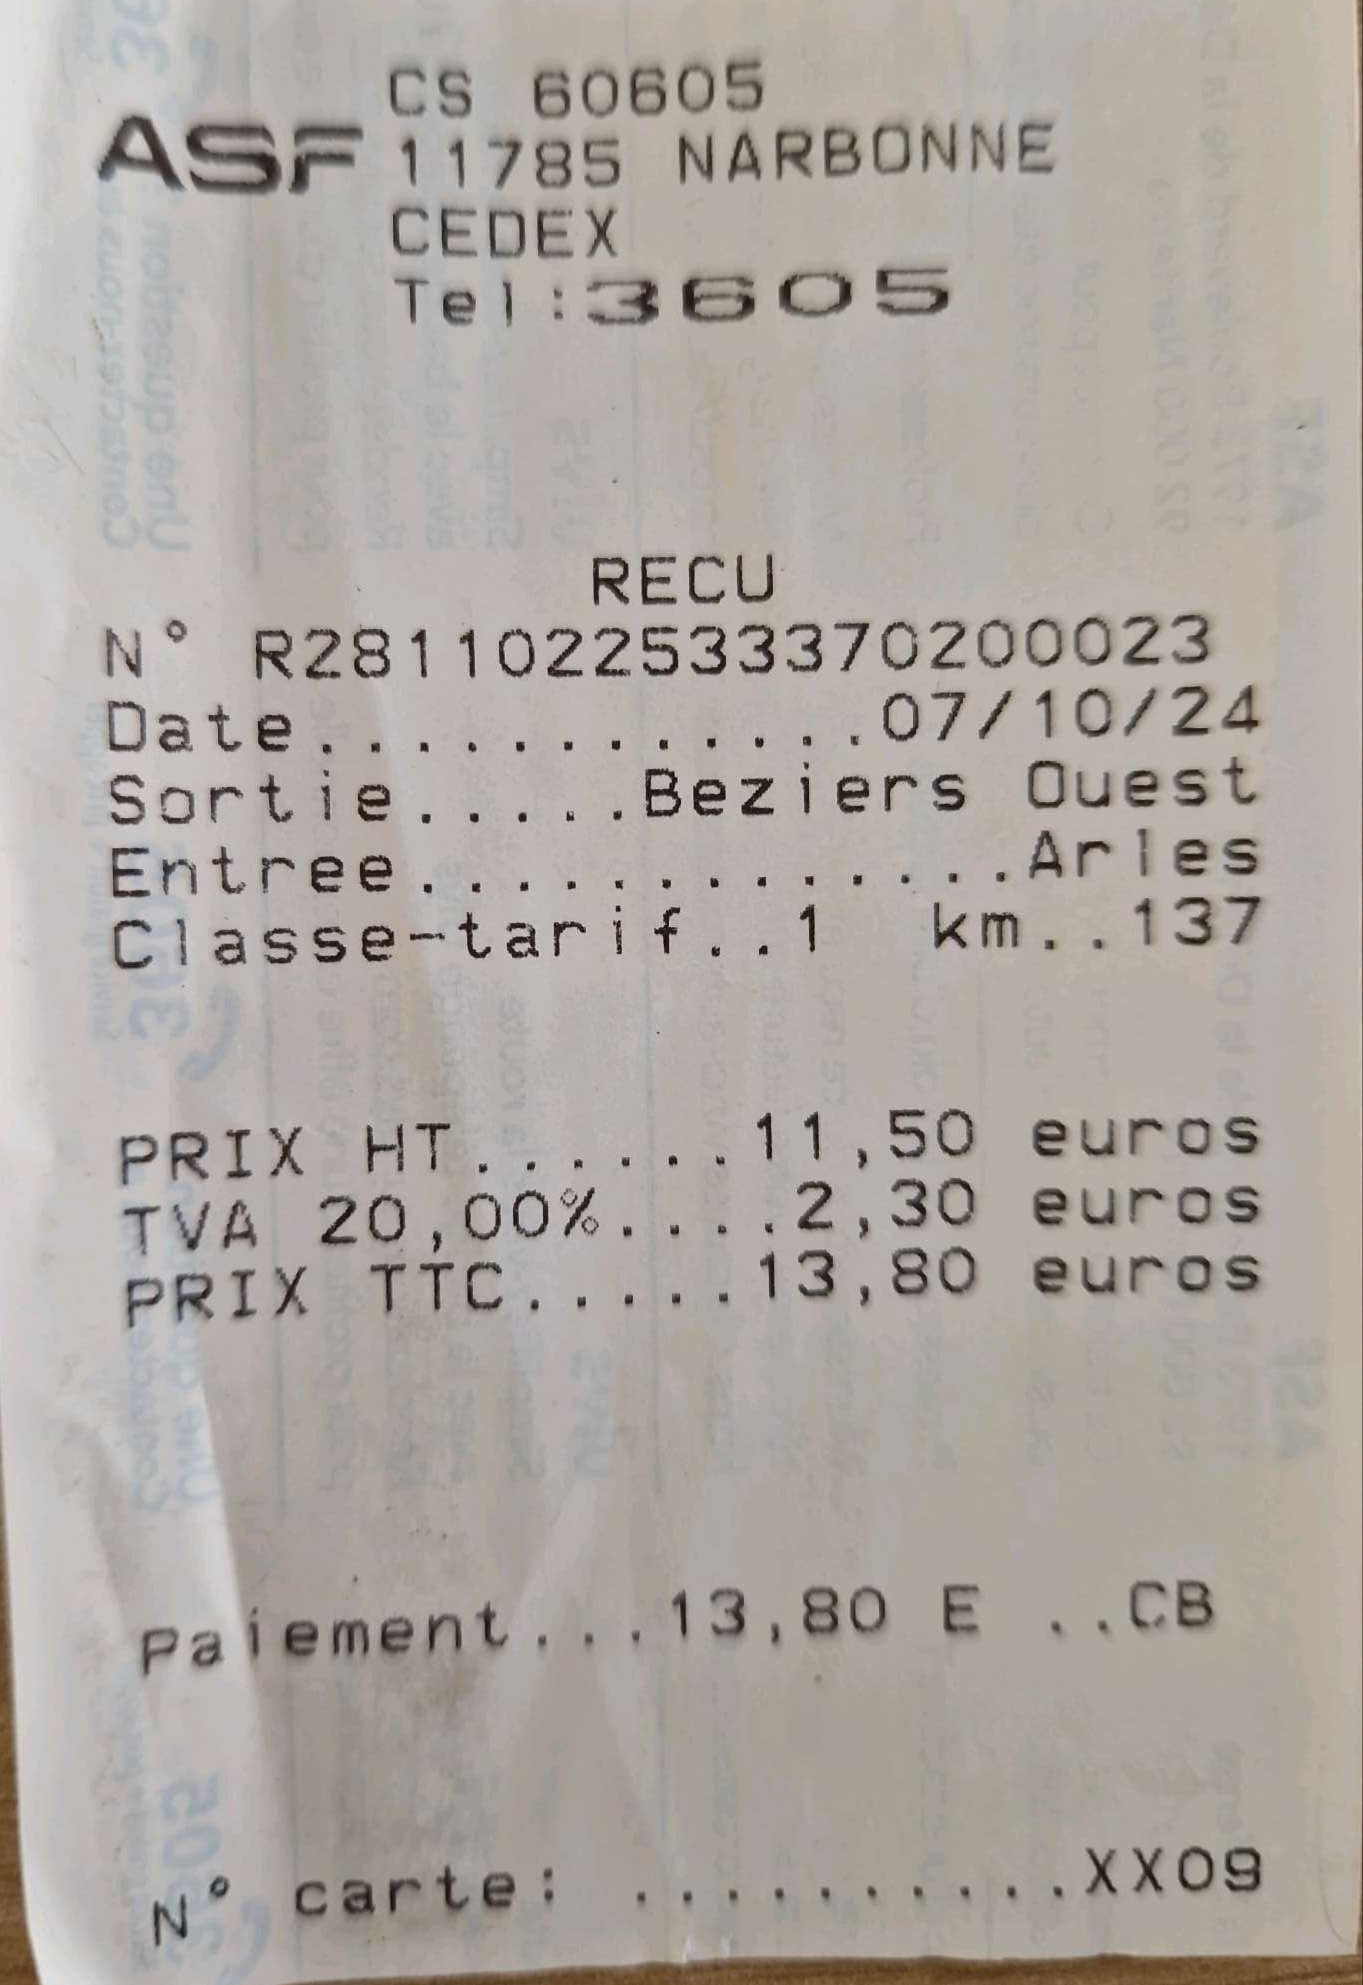 CS 60605
ASF 11785 NARBONNE
CEDEX
Tel:3605
RECU
N° R28110225333370200023
Date.............07/10/24
Sortie.....Beziers Ouest
Entree.............Arles
Classe-tarif..1 km..137
PRIX HT......11,50 euros
TVA 20,00%....2,30 euros
PRIX TTC.....13,80 euros
Paiement...13,80 E ..CB
N° carte: ..........XX09